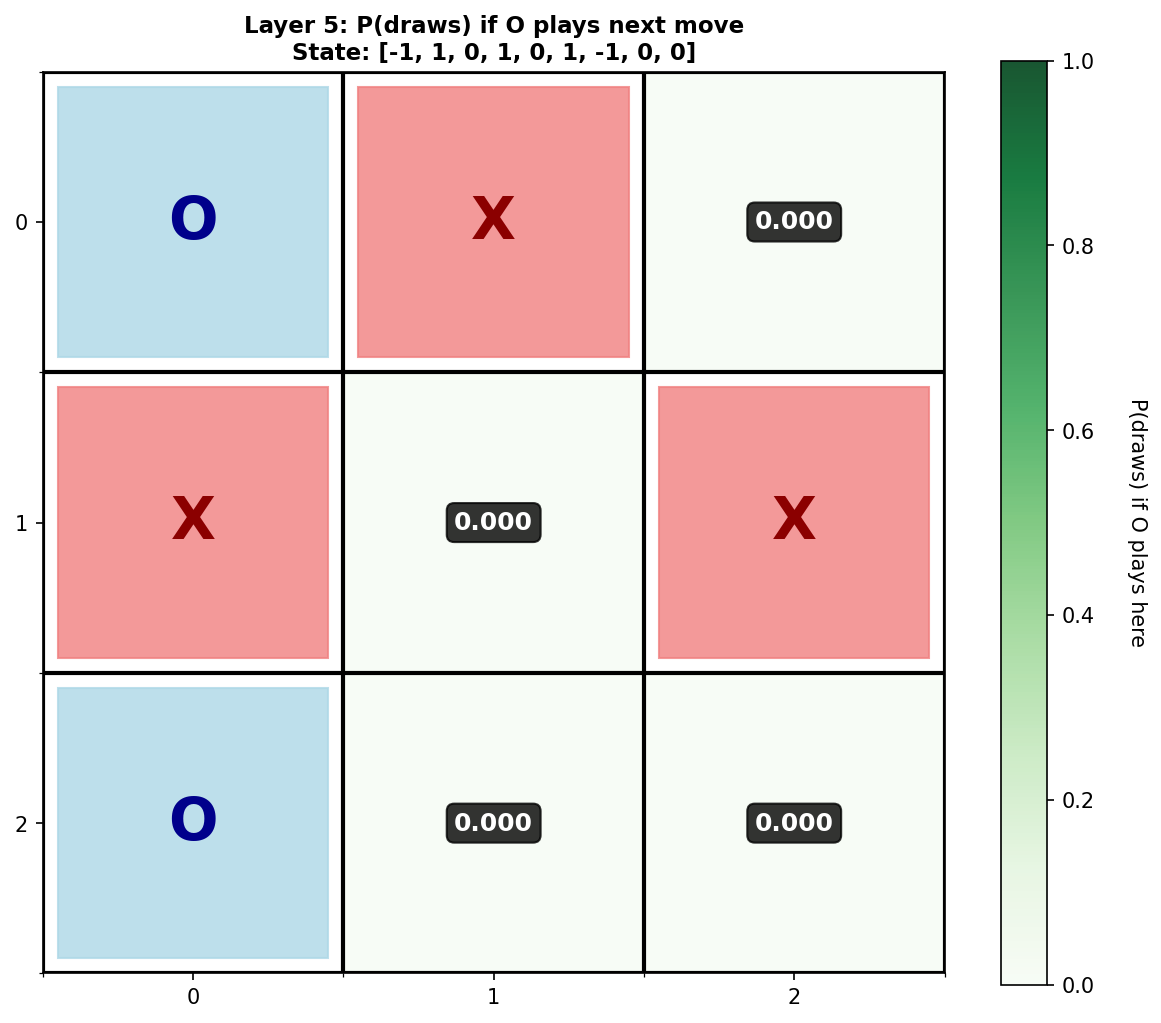 Layer 5: P(draws) if O plays next move
State: [-1, 1, 0, 1, 0, 1, -1, 0, 0]
O
X
0.000
X
0.000
X
O
0.000
0.000
0
1
2
0
1
2
1.0
0.8
0.6
0.4
0.2
0.0
P(draws) if O plays here